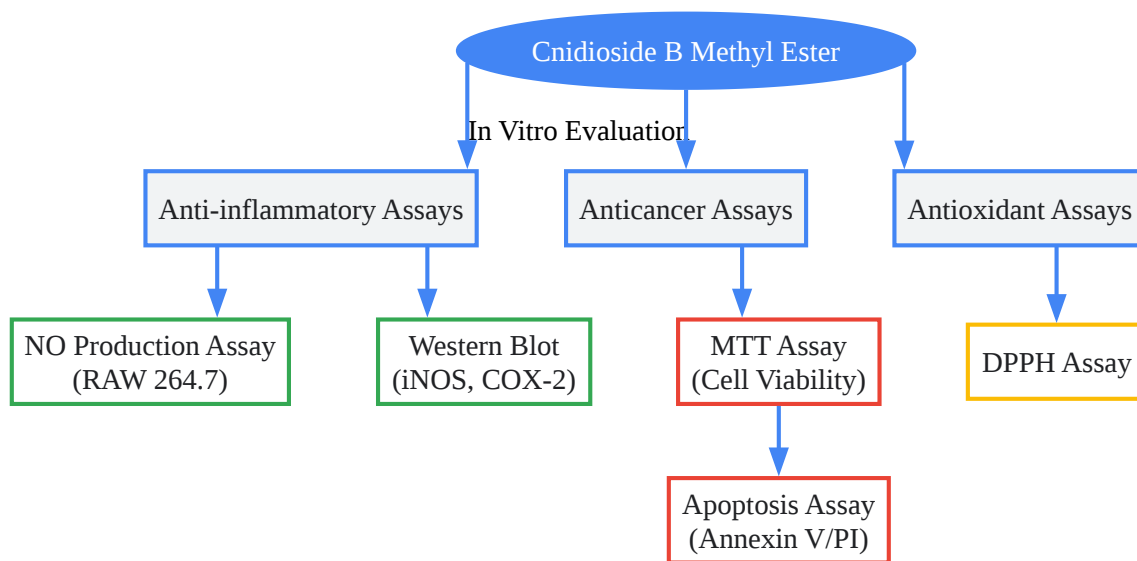 Cnidioside B Methyl Ester
In Vitro Evaluation
Anti-inflammatory Assays
Anticancer Assays
Antioxidant Assays
NO Production Assay
(RAW 264.7)
Western Blot
(iNOS, COX-2)
MTT Assay
(Cell Viability)
DPPH Assay
Apoptosis Assay
(Annexin V/PI)